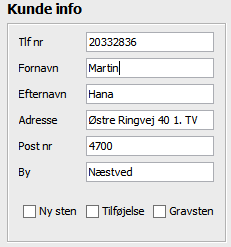 Kunde info
Tlf nr 20332836
Fornavn Martin
Efternavn Hana
Adresse Østre Ringvej 40 1. TV
Post nr 4700
By Næstved
Ny sten Tilføjelse Gravsten